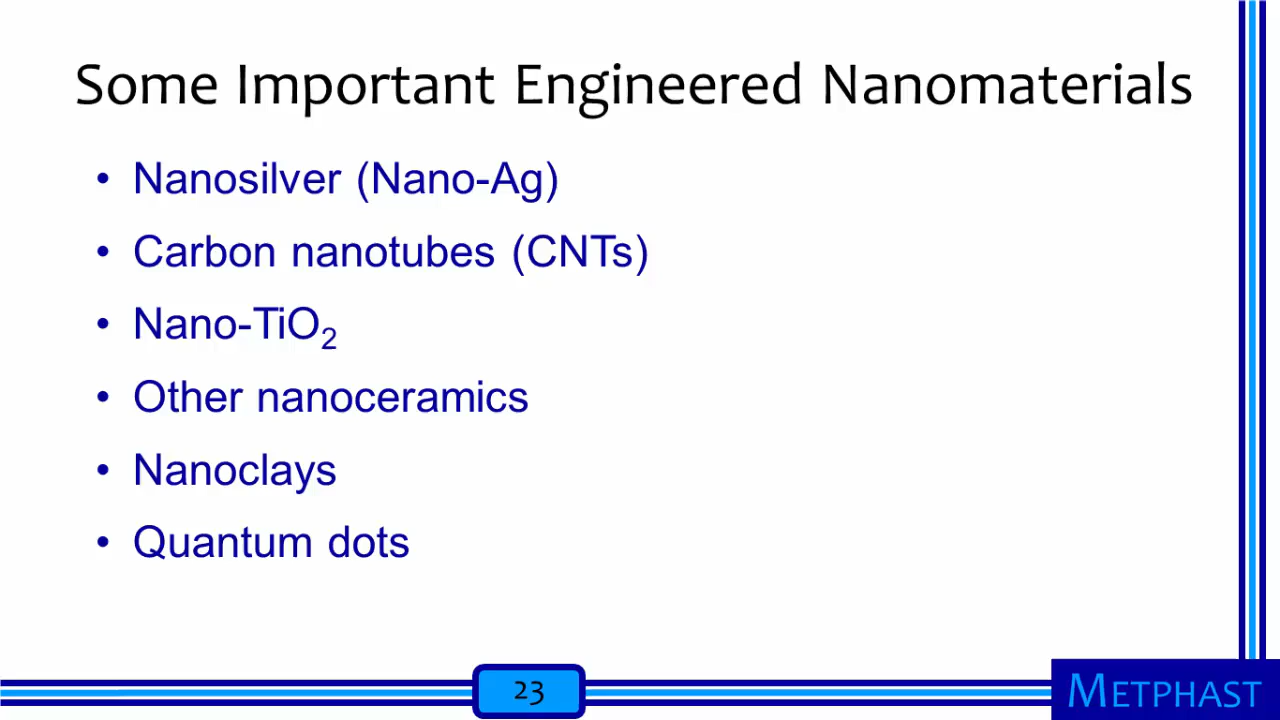 Some Important Engineered Nanomaterials
• Nanosilver (Nano-Ag)
• Carbon nanotubes (CNTs)
• Nano-TiO₂
• Other nanoceramics
• Nanoclays
• Quantum dots
23
METPHAST